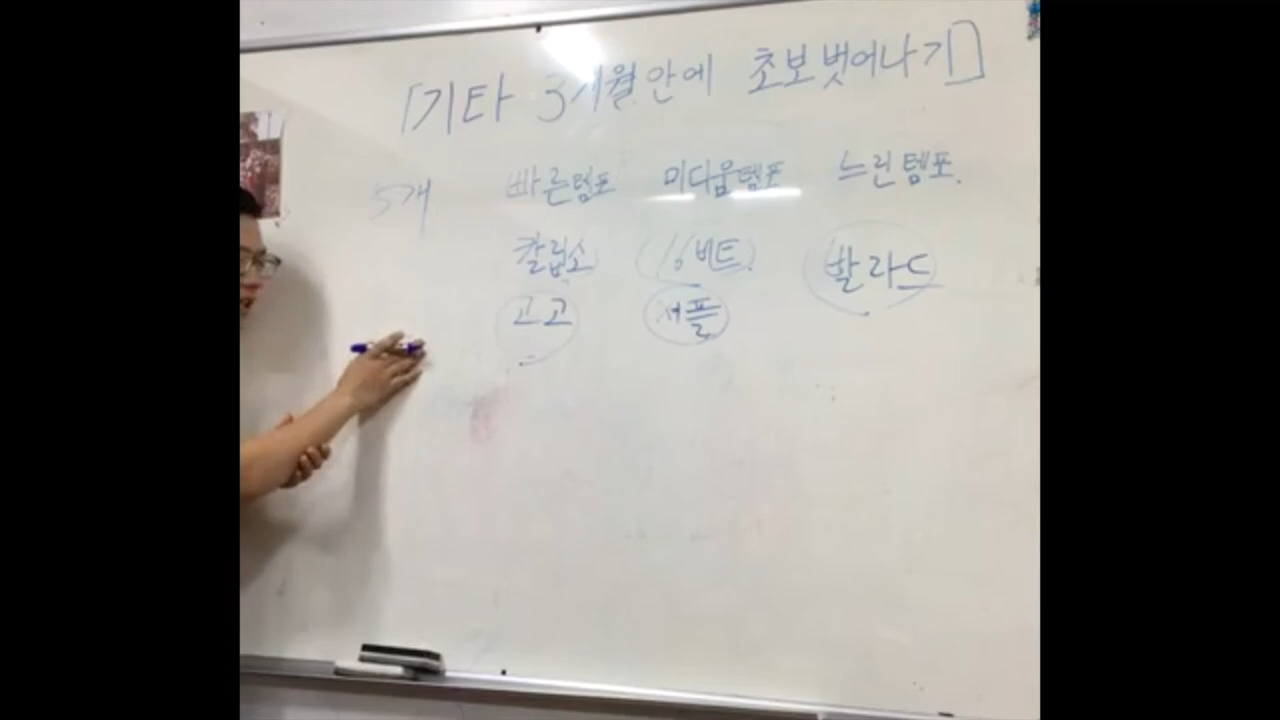 [기타 3개월안에 초보벗어나기]
5개 빠른템포 미디움템포 느린템포.
칼립소 16비트. 발라드
고고 셔플